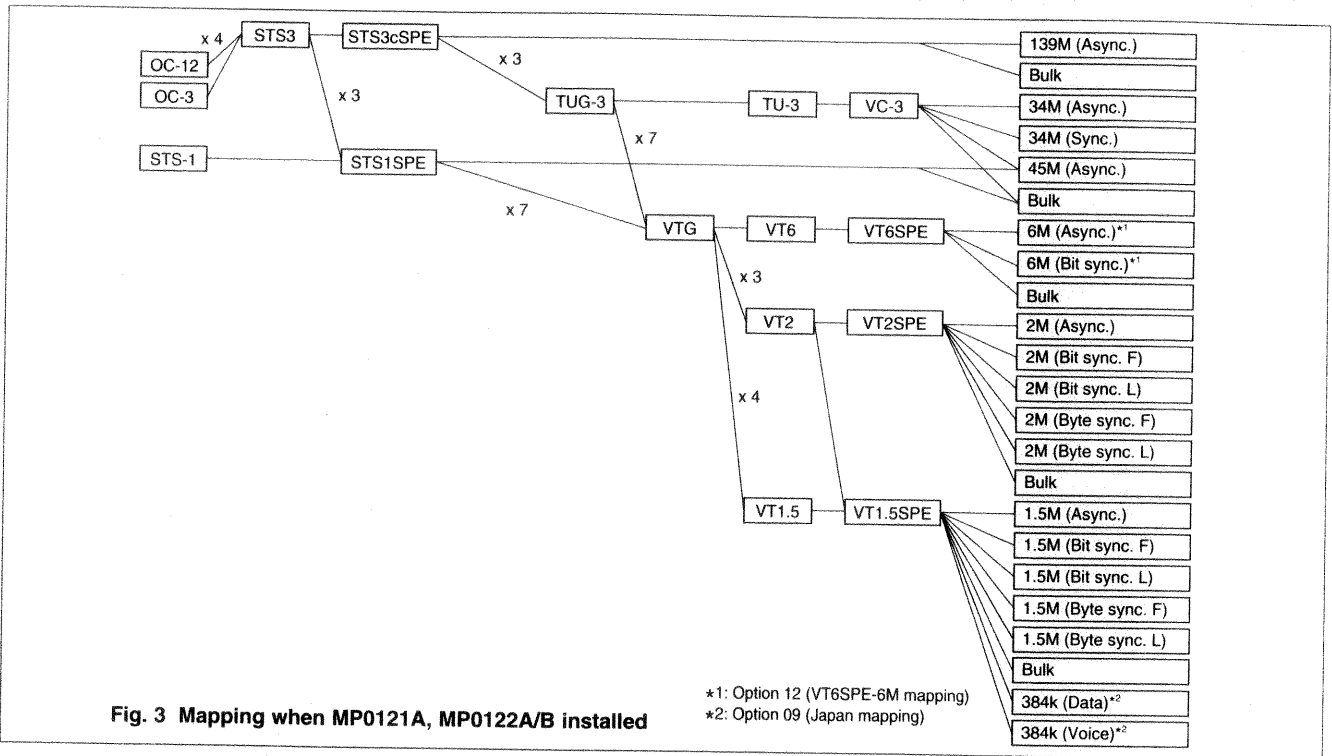 x 4
STS3
STS3cSPE
139M (Async.)
OC-12
x 3
Bulk
OC-3
x 3
TUG-3
TU-3
VC-3
34M (Async.)
x 7
34M (Sync.)
STS-1
STS1SPE
45M (Async.)
x 7
Bulk
VTG
VT6
VT6SPE
6M (Async.)*1
x 3
6M (Bit sync.)*1
Bulk
VT2
VT2SPE
2M (Async.)
2M (Bit sync. F)
x 4
2M (Bit sync. L)
2M (Byte sync. F)
2M (Byte sync. L)
Bulk
VT1.5
VT1.5SPE
1.5M (Async.)
1.5M (Bit sync. F)
1.5M (Bit sync. L)
1.5M (Byte sync. F)
1.5M (Byte sync. L)
Bulk
384k (Data)*2
384k (Voice)*2
*1: Option 12 (VT6SPE-6M mapping)
*2: Option 09 (Japan mapping)
Fig. 3 Mapping when MP0121A, MP0122A/B installed